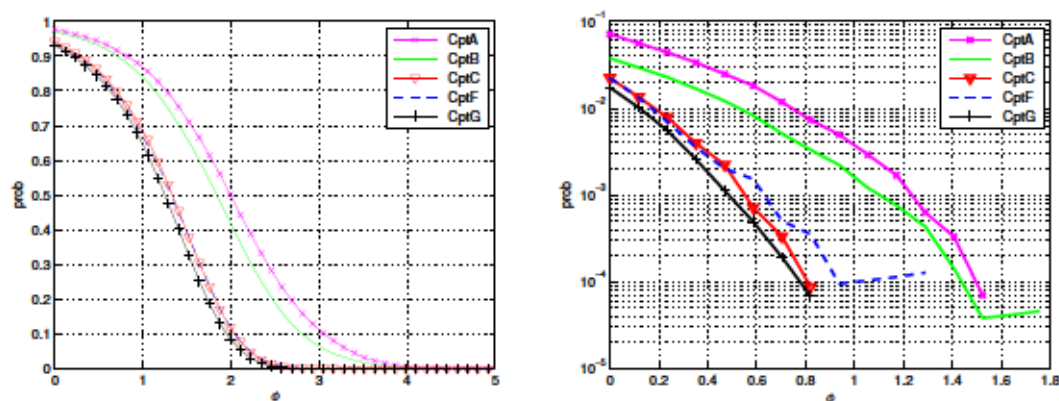 1
0.9
0.8
0.7
0.6
0.5
0.4
0.3
0.2
0.1
0
prob
0 1 2 3 4 5
Φ
CptA
CptB
CptC
CptF
CptG
10^-1
10^-2
10^-3
10^-4
10^-5
prob
0 0.2 0.4 0.6 0.8 1 1.2 1.4 1.6 1.8
Φ
CptA
CptB
CptC
CptF
CptG